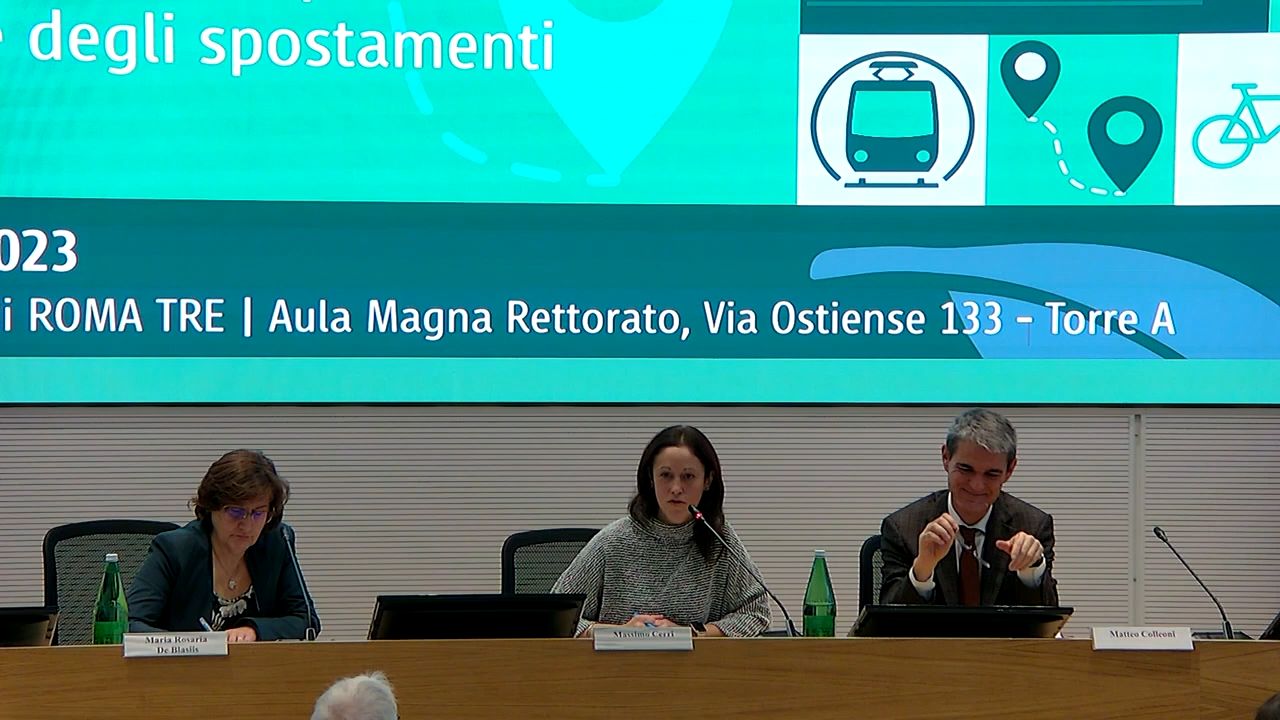 degli spostamenti
023
i ROMA TRE | Aula Magna Rettorato, Via Ostiense 133 - Torre A
Maria Rosaria
De Blasiis
Massimo Cerri
Matteo Colleoni